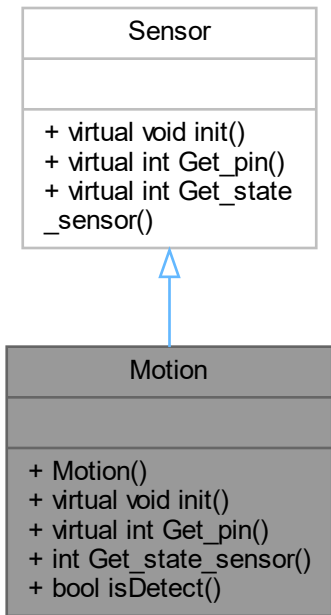 Sensor
+ virtual void init()
+ virtual int Get_pin()
+ virtual int Get_state
_sensor()
Motion
+ Motion()
+ virtual void init()
+ virtual int Get_pin()
+ int Get_state_sensor()
+ bool isDetect()